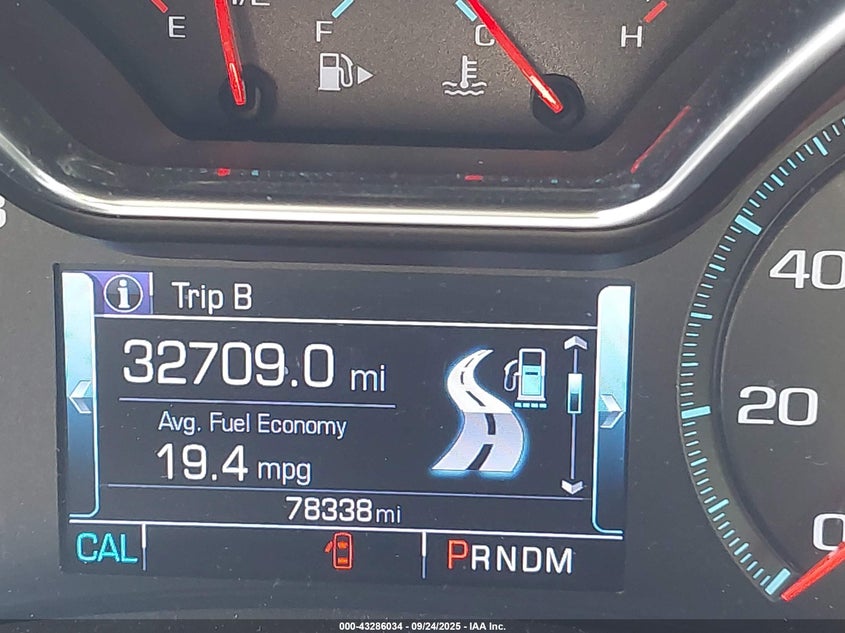 E
F
C
H
Trip B
32709.0 mi
Avg. Fuel Economy
19.4 mpg
78338mi
CAL
PRNDM
40
20
0
000-43286034 - 09/24/2025 - IAA Inc.